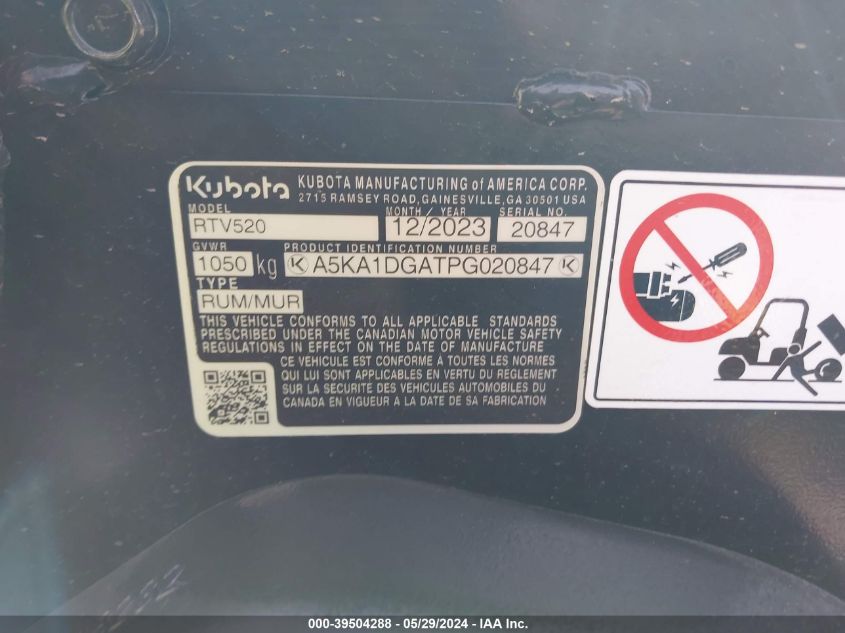 Kubota KUBOTA MANUFACTURING of AMERICA CORP.
2715 RAMSEY ROAD, GAINESVILLE, GA 30501 USA
MODEL MONTH / YEAR SERIAL NO.
RTV520 12/2023 20847
GVWR PRODUCT IDENTIFICATION NUMBER
1050 kg K A5KA1DGATPG020847 K
TYPE
RUM/MUR
THIS VEHICLE CONFORMS TO ALL APPLICABLE STANDARDS
PRESCRIBED UNDER THE CANADIAN MOTOR VEHICLE SAFETY
REGULATIONS IN EFFECT ON THE DATE OF MANUFACTURE
CE VEHICULE EST CONFORME À TOUTES LES NORMES
QUI LUI SONT APPLICABLES EN VERTU DU REGLEMENT
SUR LA SECURITE DES VEHICULES AUTOMOBILES DU
CANADA EN VIGUEUR A LA DATE DE SA FABRICATION
000-39504288 - 05/29/2024 - IAA Inc.